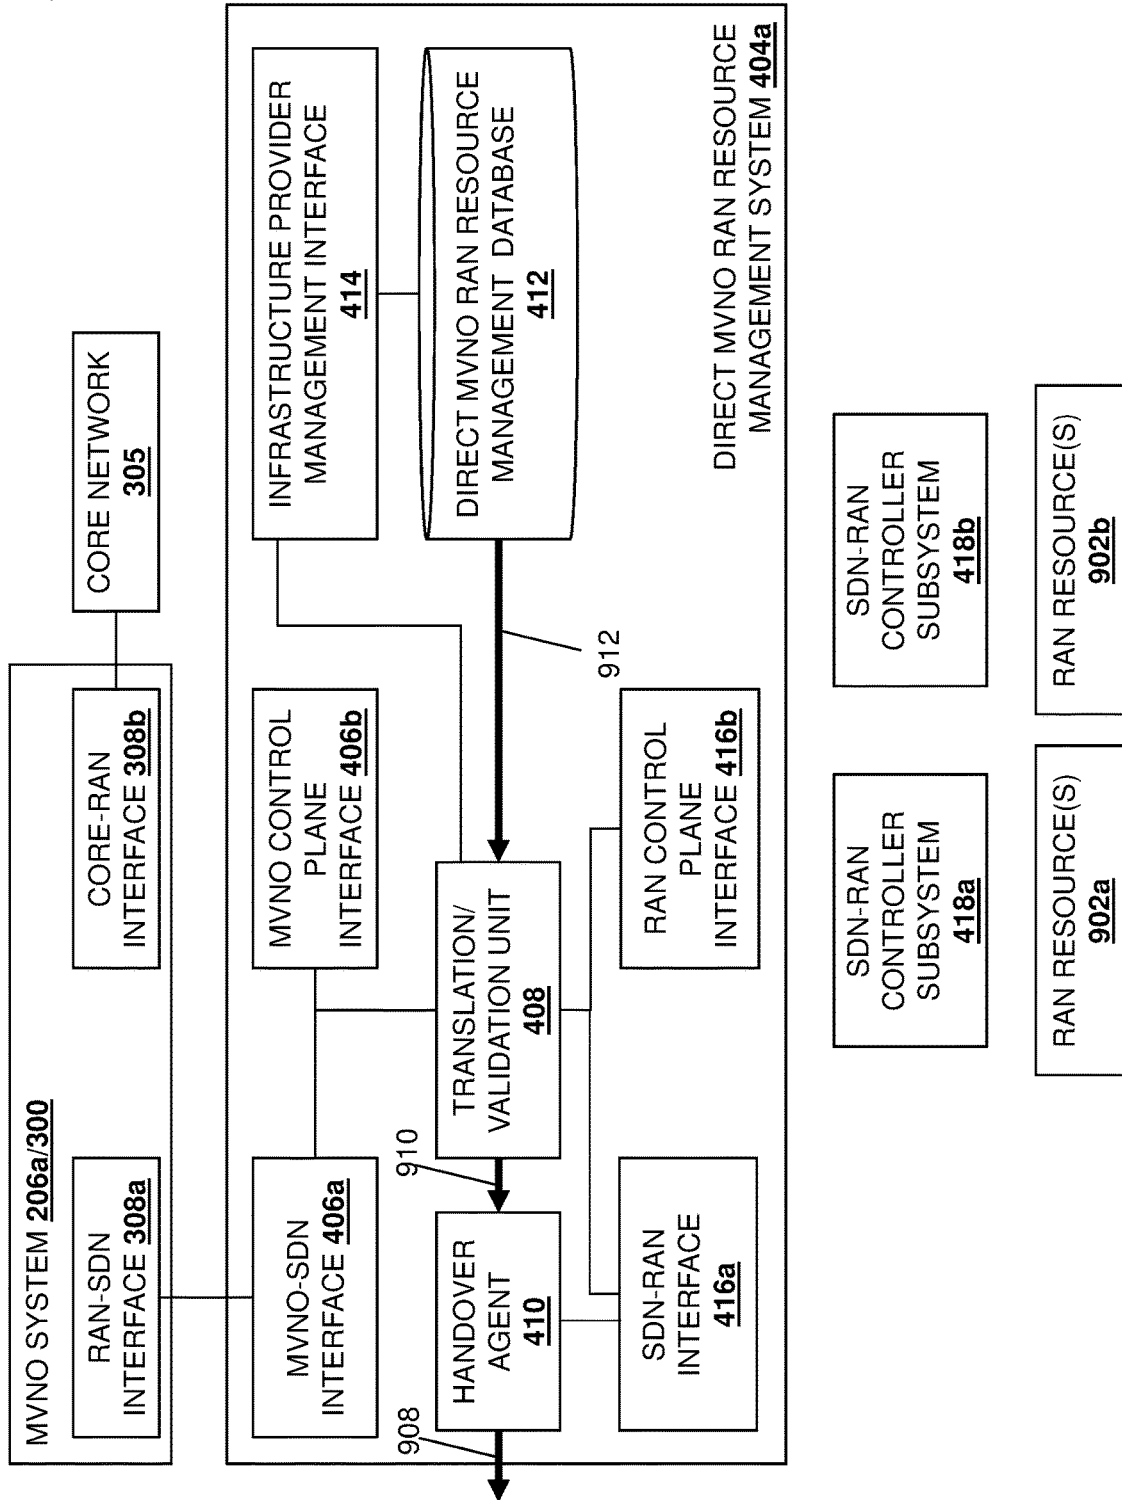 MVNO SYSTEM 206a/300
RAN-SDN
INTERFACE 308a
CORE-RAN
INTERFACE 308b
CORE NETWORK
305
MVNO-SDN
INTERFACE 406a
MVNO CONTROL
PLANE
INTERFACE 406b
INFRASTRUCTURE PROVIDER
MANAGEMENT INTERFACE
414
908
HANDOVER
AGENT
410
910
TRANSLATION/
VALIDATION UNIT
408
912
DIRECT MVNO RAN RESOURCE
MANAGEMENT DATABASE
412
SDN-RAN
INTERFACE
416a
RAN CONTROL
PLANE
INTERFACE 416b
DIRECT MVNO RAN RESOURCE
MANAGEMENT SYSTEM 404a
SDN-RAN
CONTROLLER
SUBSYSTEM
418a
SDN-RAN
CONTROLLER
SUBSYSTEM
418b
RAN RESOURCE(S)
902a
RAN RESOURCE(S)
902b